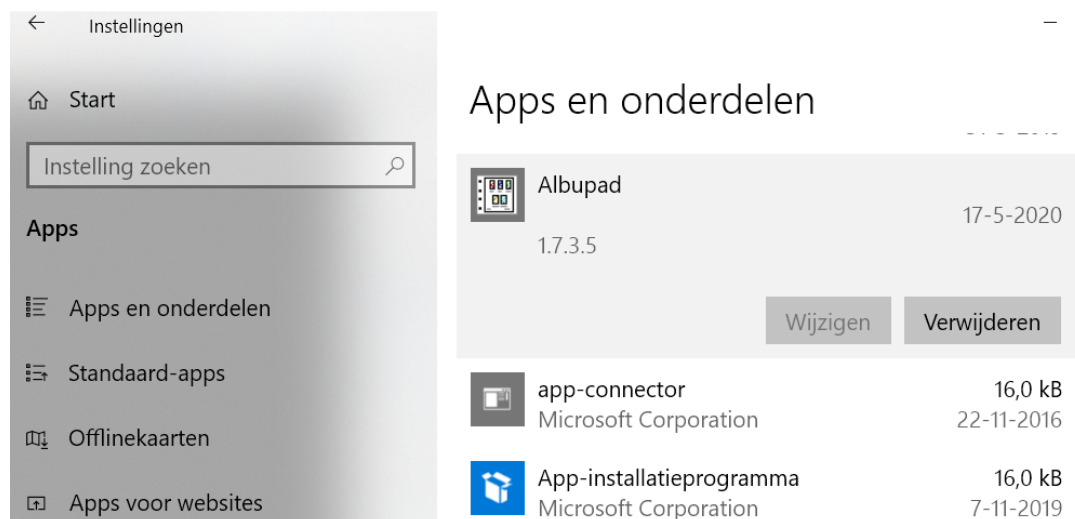 Instellingen
Start
Instelling zoeken
Apps
Apps en onderdelen
Standaard-apps
Offlinekaarten
Apps voor websites
Apps en onderdelen
Albupad
17-5-2020
1.7.3.5
Wijzigen Verwijderen
app-connector 16,0 kB
Microsoft Corporation 22-11-2016
App-installatieprogramma 16,0 kB
Microsoft Corporation 7-11-2019